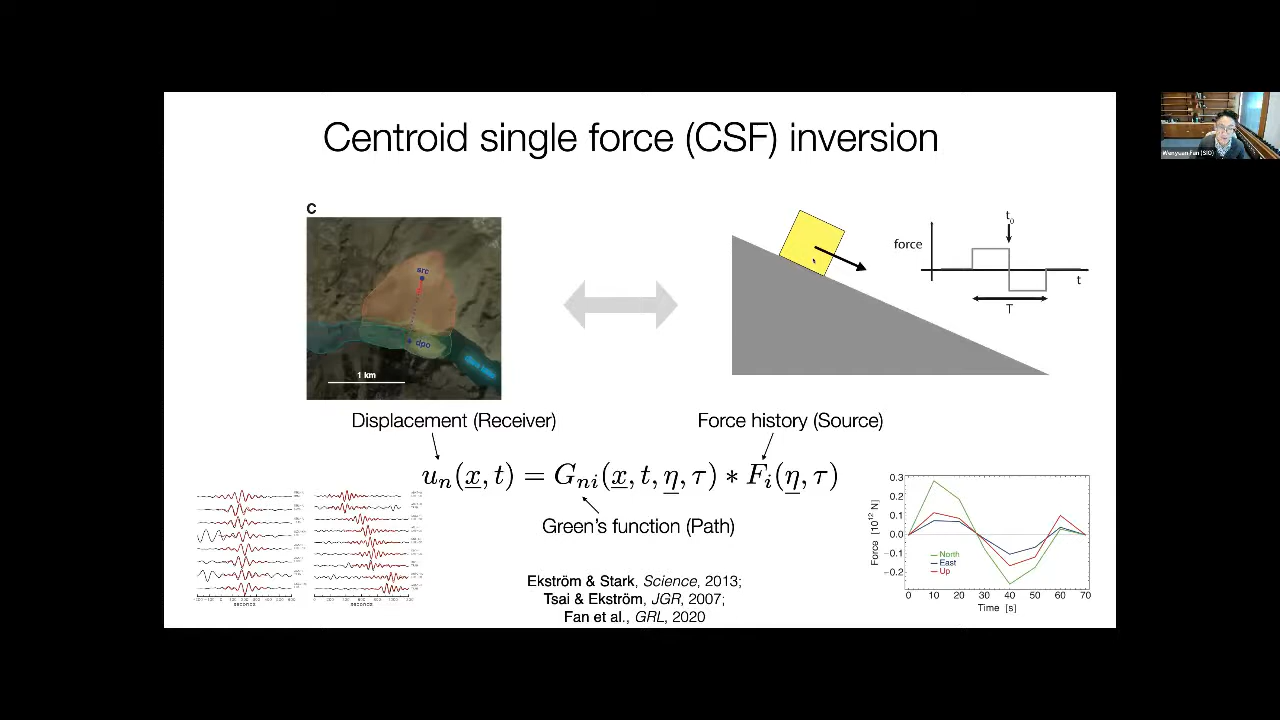 Centroid single force (CSF) inversion
Wenyuan Fan (SIO)
C
src
dpo
1 km
force
t₀
t
T
Displacement (Receiver)
Force history (Source)
uₙ(x, t) = Gₙᵢ(x, t, η, τ) ∗ Fᵢ(η, τ)
Green's function (Path)
seconds
seconds
Ekström & Stark, Science, 2013;
Tsai & Ekström, JGR, 2007;
Fan et al., GRL, 2020
Force [10¹² N]
0.3
0.2
0.1
0.0
−0.1
−0.2
North
East
Up
0 10 20 30 40 50 60 70
Time [s]